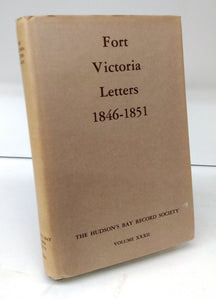 Fort
Victoria
Letters
1846-1851
THE HUDSON'S BAY RECORD SOCIETY
VOLUME XXXII